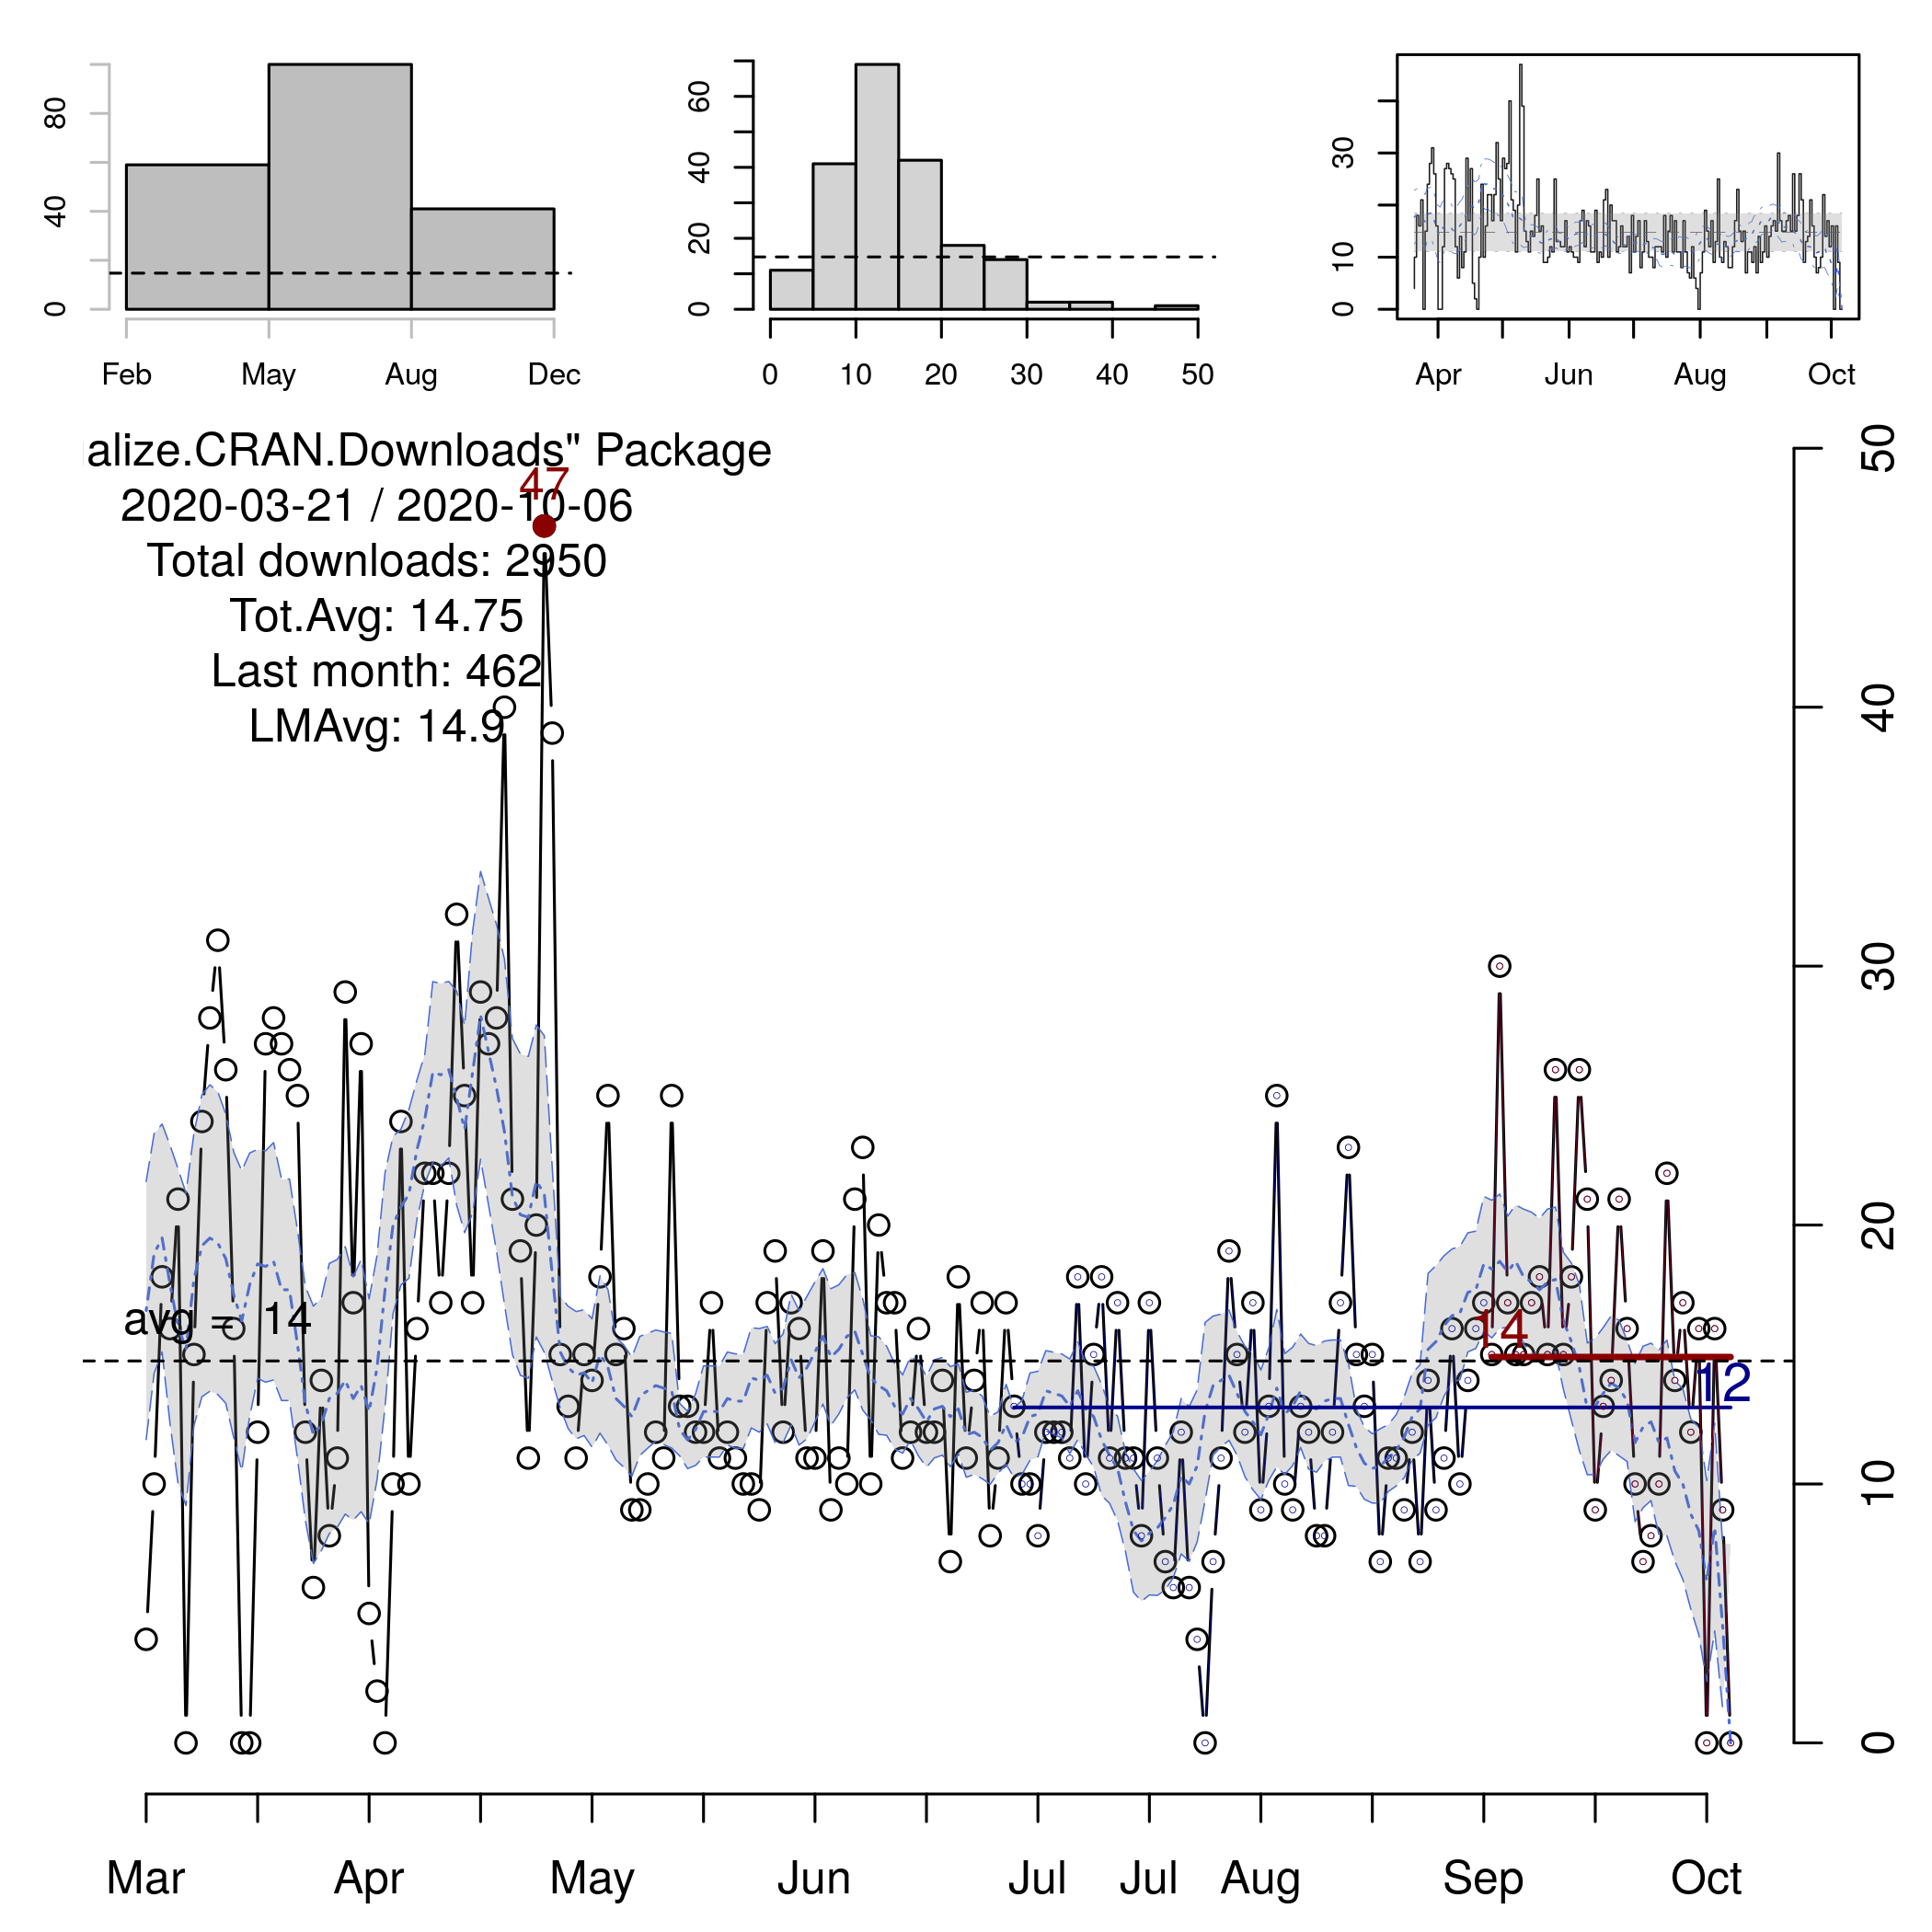 80
40
0
Feb May Aug Dec
60
40
20
0
0 10 20 30 40 50
30
10
0
Apr Jun Aug Oct
alize.CRAN.Downloads" Package
2020-03-21 / 2020-10-06
Total downloads: 2950
Tot.Avg: 14.75
Last month: 462
LMAvg: 14.9
47
avg = 14
14
12
50
40
30
20
10
0
Mar Apr May Jun Jul Jul Aug Sep Oct